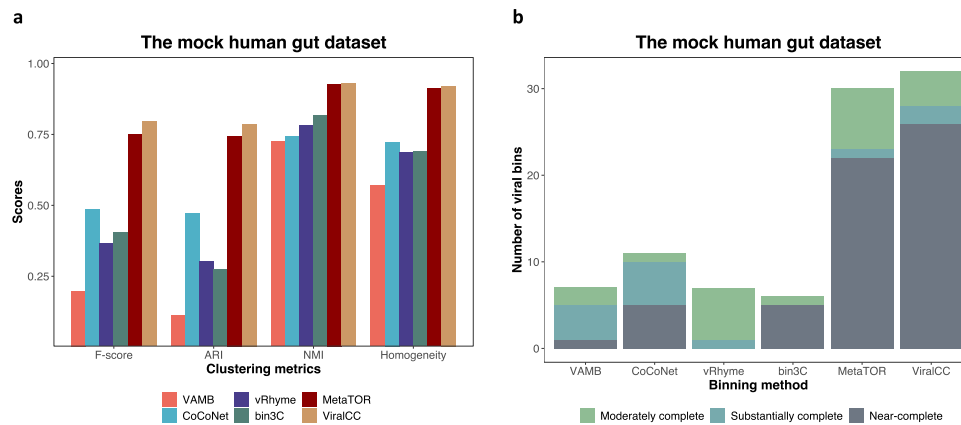 a
The mock human gut dataset
1.00
0.75
0.50
0.25
Scores
F-score ARI NMI Homogeneity
Clustering metrics
VAMB vRhyme MetaTOR
CoCoNet bin3C ViralCC
b
The mock human gut dataset
30
20
10
0
Number of viral bins
VAMB CoCoNet vRhyme bin3C MetaTOR ViralCC
Binning method
Moderately complete Substantially complete Near-complete